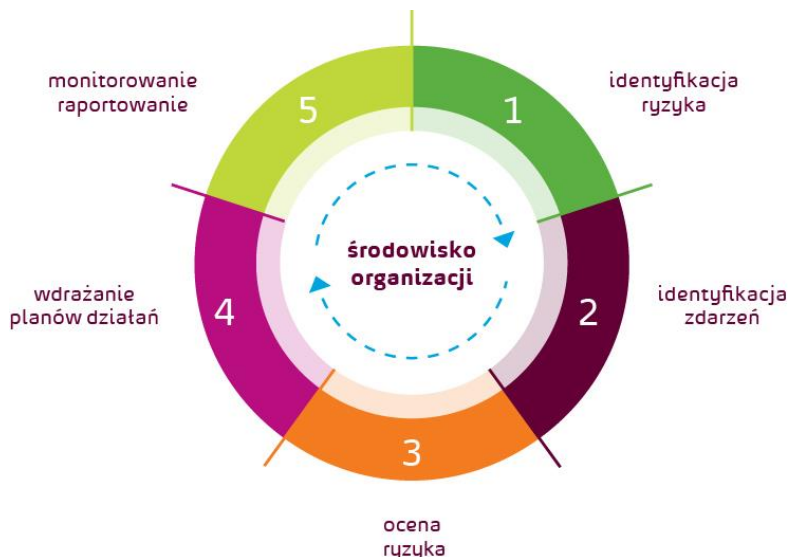 1
identyfikacja
ryzyka
2
identyfikacja
zdarzeń
3
ocena
ryzyka
4
wdrażanie
planów działań
5
monitorowanie
raportowanie
środowisko
organizacji